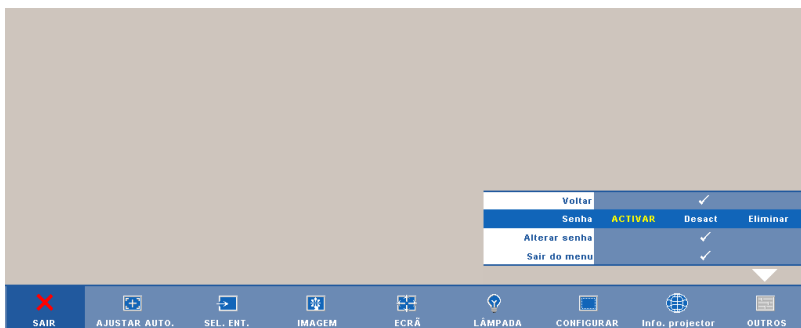 Voltar
Senha ACTIVAR Desact Eliminar
Alterar senha
Sair do menu
SAIR AJUSTAR AUTO. SEL. ENT. IMAGEM ECRÃ LÂMPADA CONFIGURAR Info. projector OUTROS